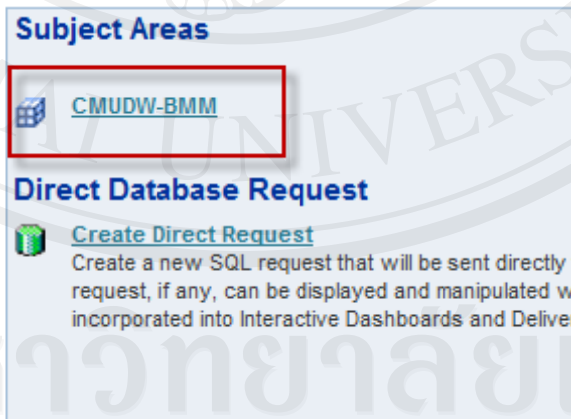 Subject Areas
CMUDW-BMM
Direct Database Request
Create Direct Request
Create a new SQL request that will be sent directly
request, if any, can be displayed and manipulated w
incorporated into Interactive Dashboards and Delive